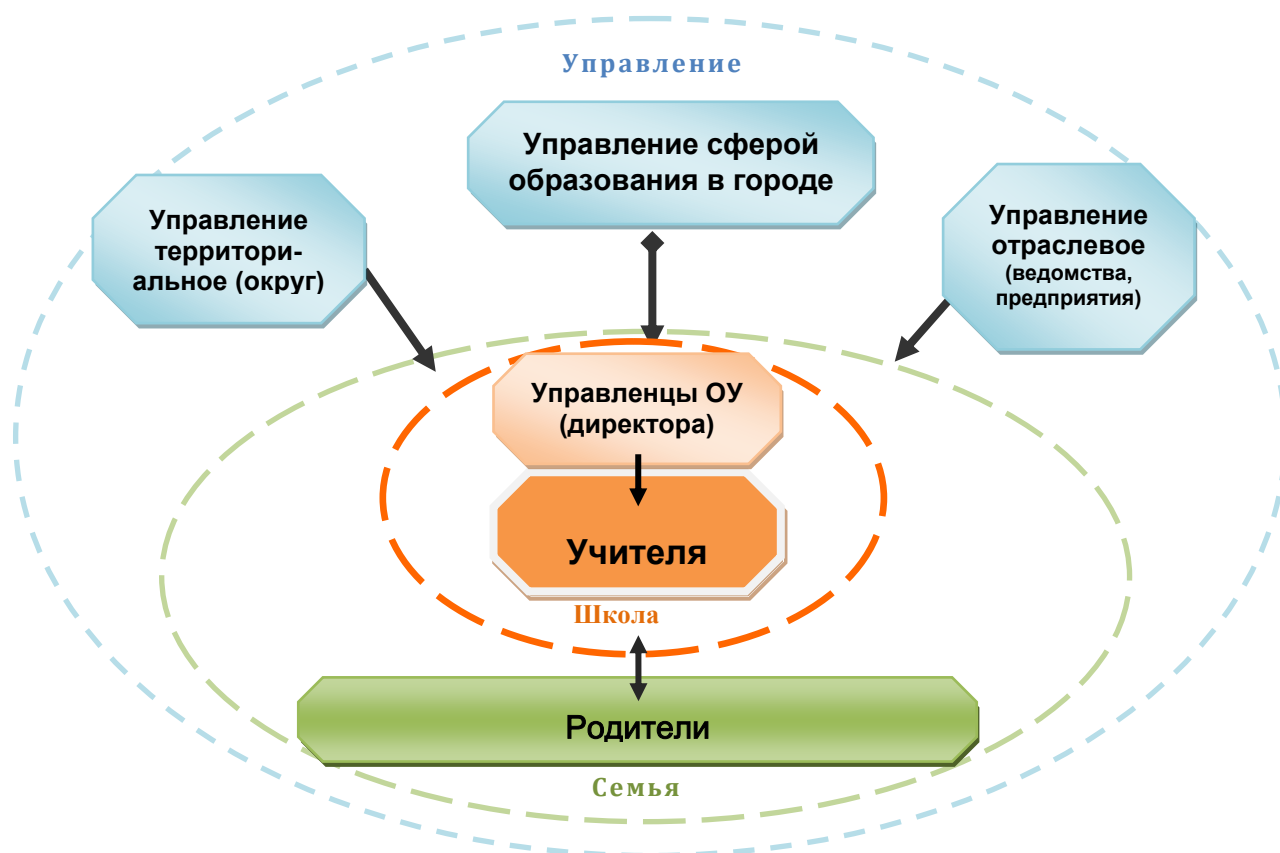 Управление
Управление сферой
образования в городе
Управление
территори-
альное (округ)
Управление
отраслевое
(ведомства,
предприятия)
Управленцы ОУ
(директора)
Учителя
Школа
Родители
Семья